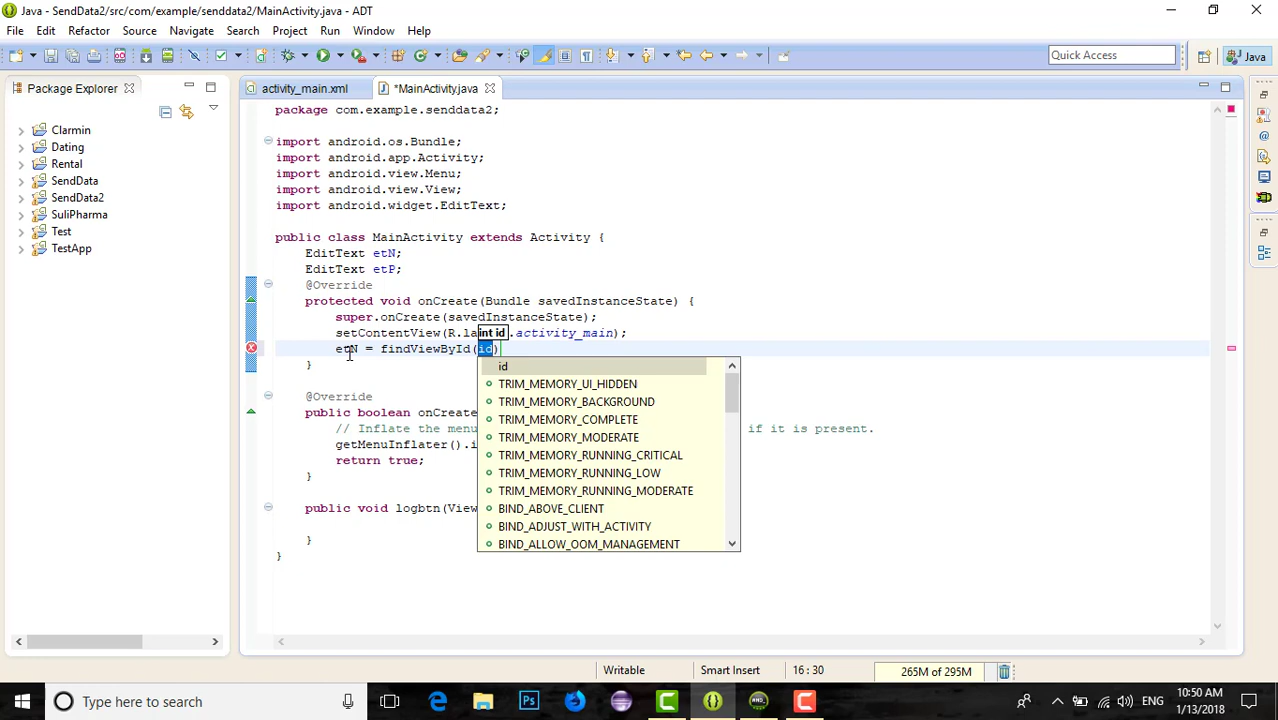 Java - SendData2/src/com/example/senddata2/MainActivity.java - ADT
File Edit Refactor Source Navigate Search Project Run Window Help
Quick Access
Java
Package Explorer
activity_main.xml
*MainActivity.java
Clarmin
Dating
Rental
SendData
SendData2
SuliPharma
Test
TestApp
package com.example.senddata2;
import android.os.Bundle;
import android.app.Activity;
import android.view.Menu;
import android.view.View;
import android.widget.EditText;
public class MainActivity extends Activity {
EditText etN;
EditText etP;
@Override
protected void onCreate(Bundle savedInstanceState) {
super.onCreate(savedInstanceState);
setContentView(R.la int id .activity_main);
etN = findViewById(id)
}
@Override
public boolean onCreate
// Inflate the menu if it is present.
getMenuInflater().i
return true;
}
public void logbtn(View
}
}
id
TRIM_MEMORY_UI_HIDDEN
TRIM_MEMORY_BACKGROUND
TRIM_MEMORY_COMPLETE
TRIM_MEMORY_MODERATE
TRIM_MEMORY_RUNNING_CRITICAL
TRIM_MEMORY_RUNNING_LOW
TRIM_MEMORY_RUNNING_MODERATE
BIND_ABOVE_CLIENT
BIND_ADJUST_WITH_ACTIVITY
BIND_ALLOW_OOM_MANAGEMENT
Writable
Smart Insert
16 : 30
265M of 295M
Type here to search
ENG
10:50 AM
1/13/2018